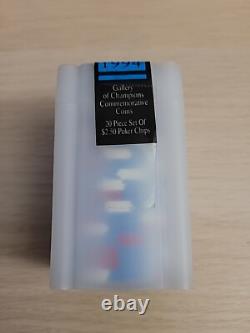 1994
Gallery
of Champions
Commemorative
Coins
20 Piece Set Of
$2.50 Poker Chips